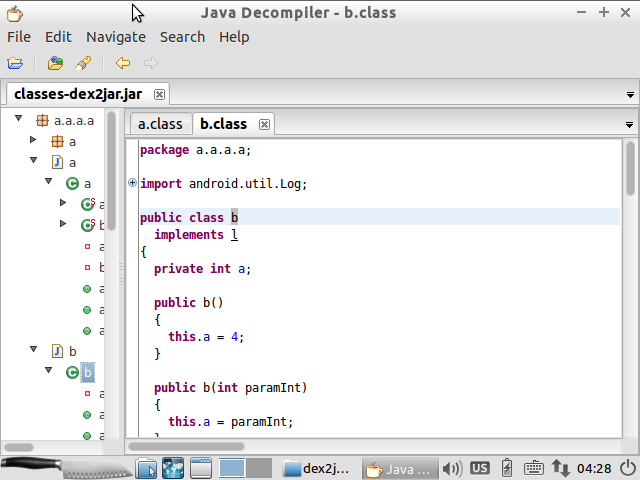 Java Decompiler - b.class
File Edit Navigate Search Help
classes-dex2jar.jar
a.a.a.a
a
a
a
a
b
a
b
a
a
a
b
b
a
a
a
a.class b.class
package a.a.a.a;
import android.util.Log;
public class b
implements l
{
private int a;
public b()
{
this.a = 4;
}
public b(int paramInt)
{
this.a = paramInt;
dex2j...
Java ...
US
04:28